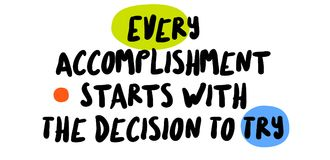 EVERY
ACCOMPLISHMENT
STARTS WITH
THE DECISION TO TRY